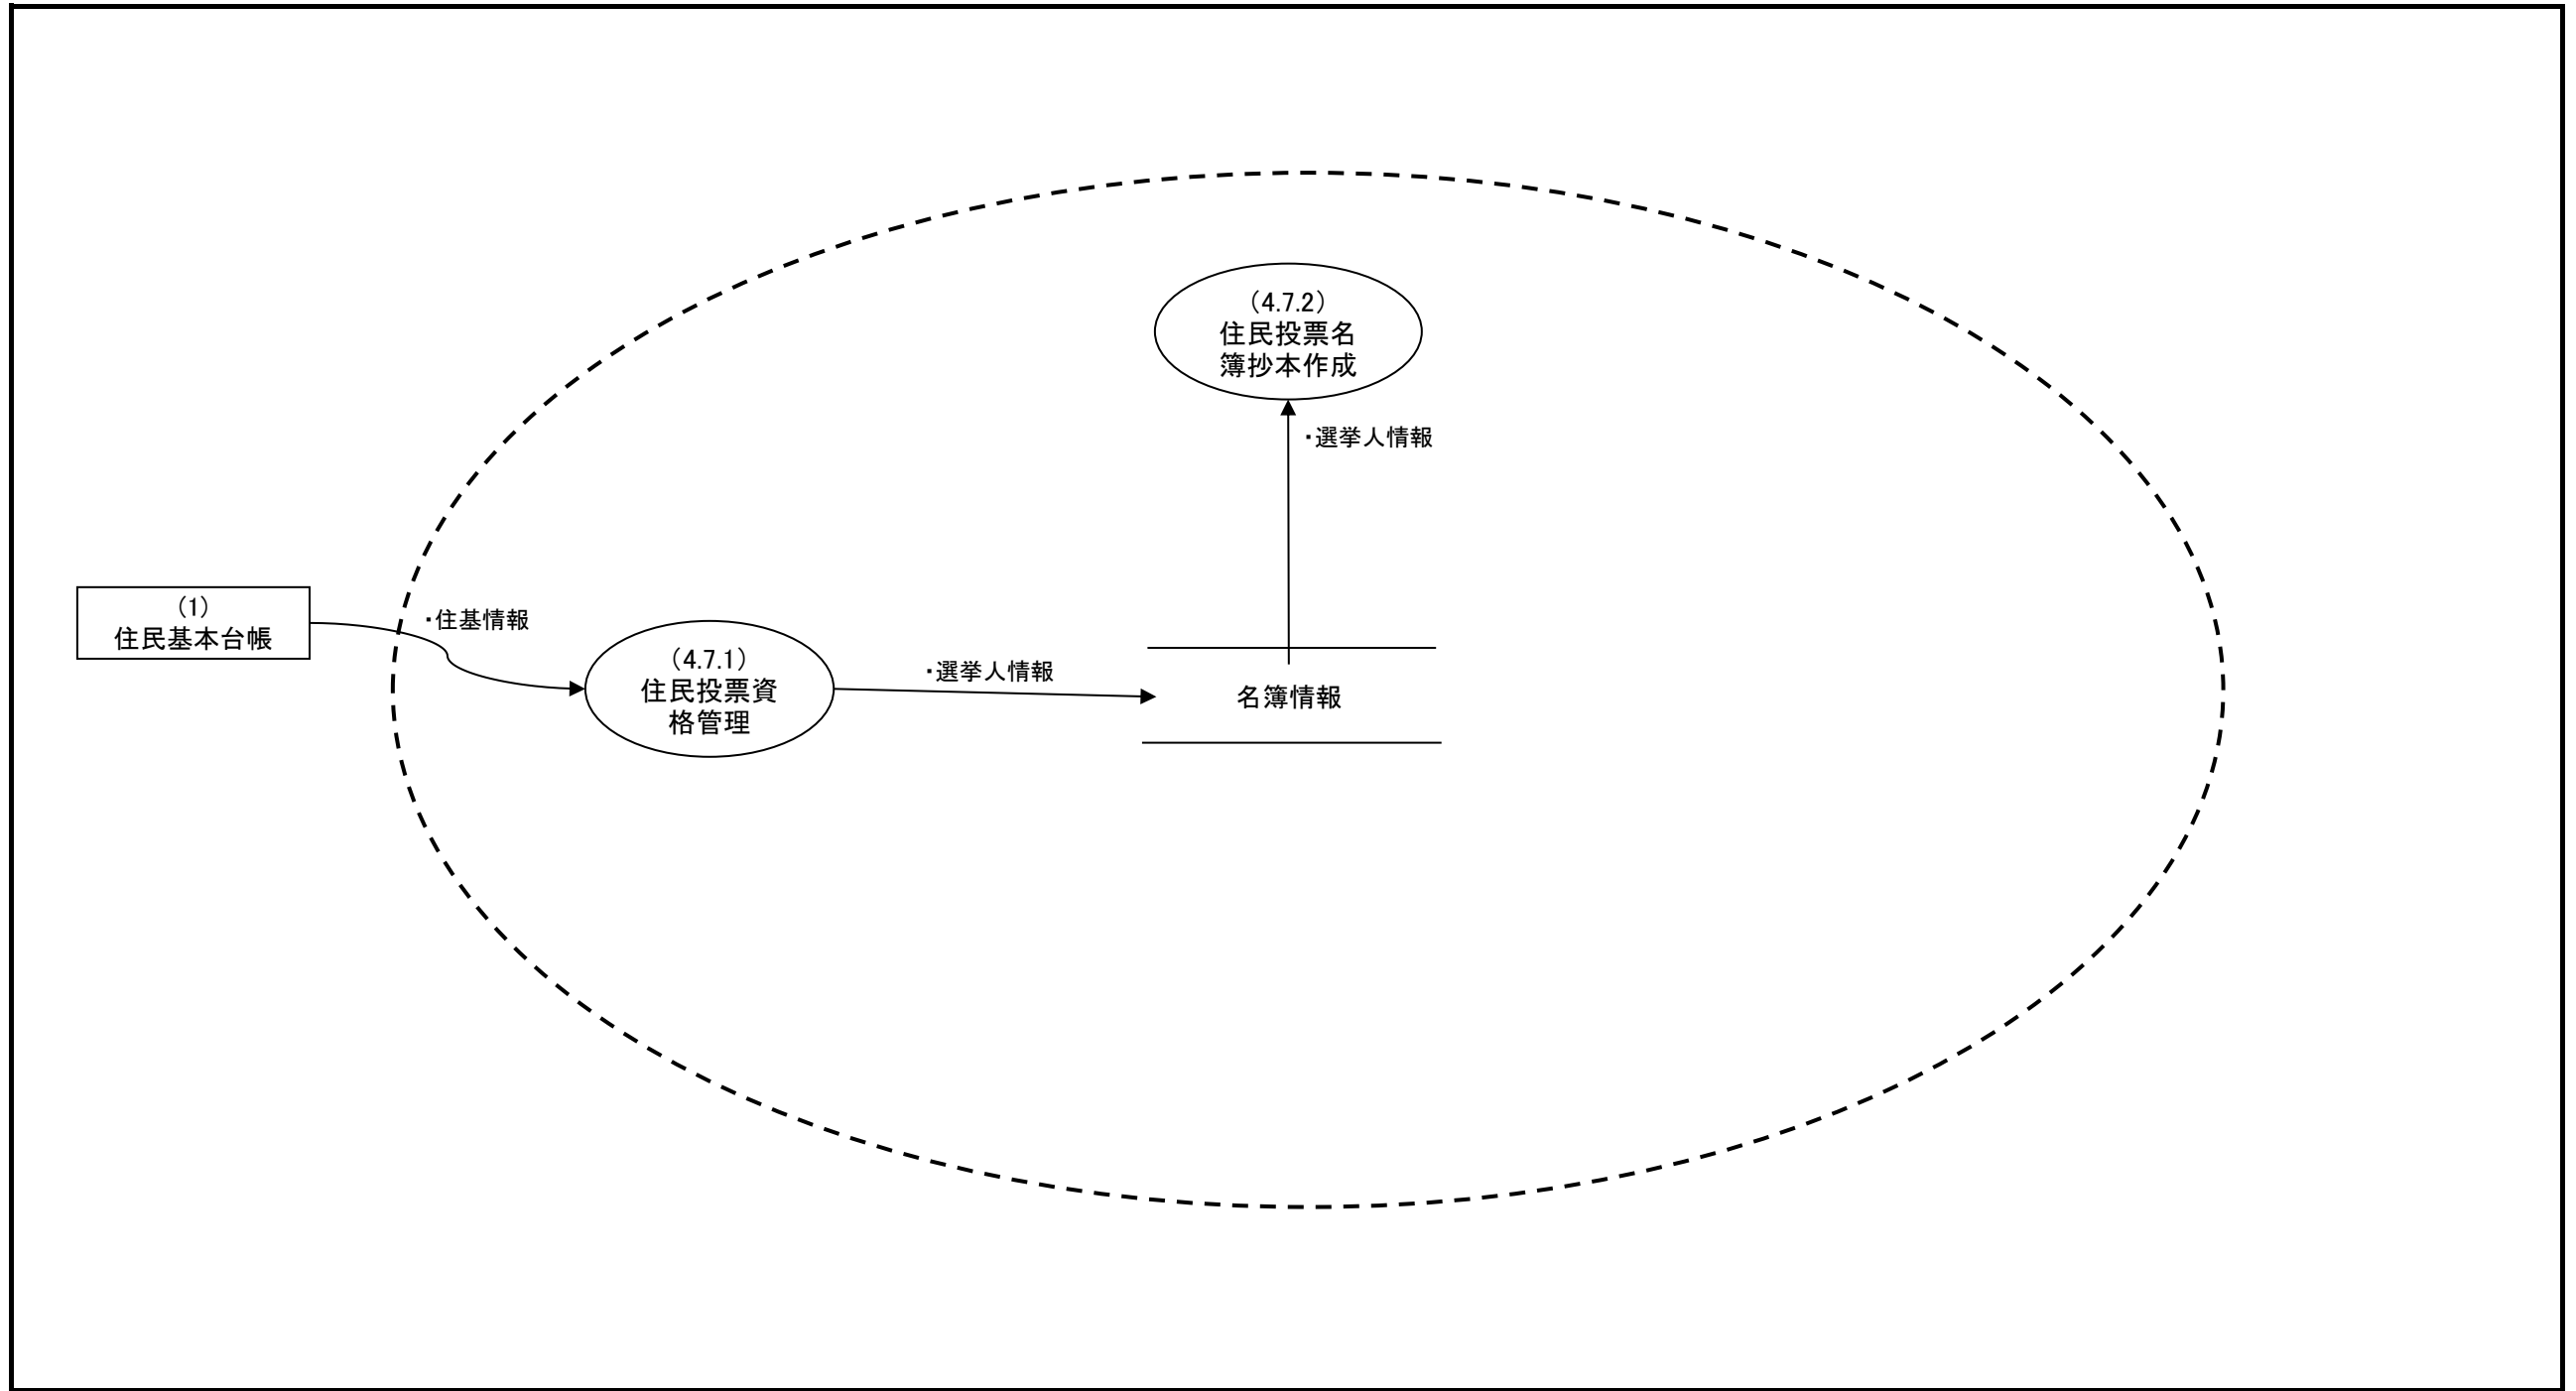 （4.7.2）
住民投票名
簿抄本作成
・選挙人情報
（1）
住民基本台帳
・住基情報
（4.7.1）
住民投票資
格管理
・選挙人情報
名簿情報